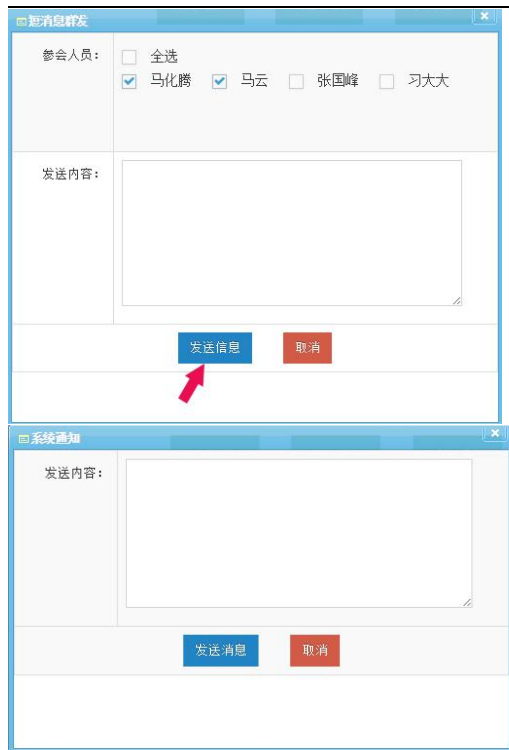 短消息群发
参会人员：
全选
马化腾 马云 张国峰 习大大
发送内容：
发送信息 取消
系统通知
发送内容：
发送消息 取消